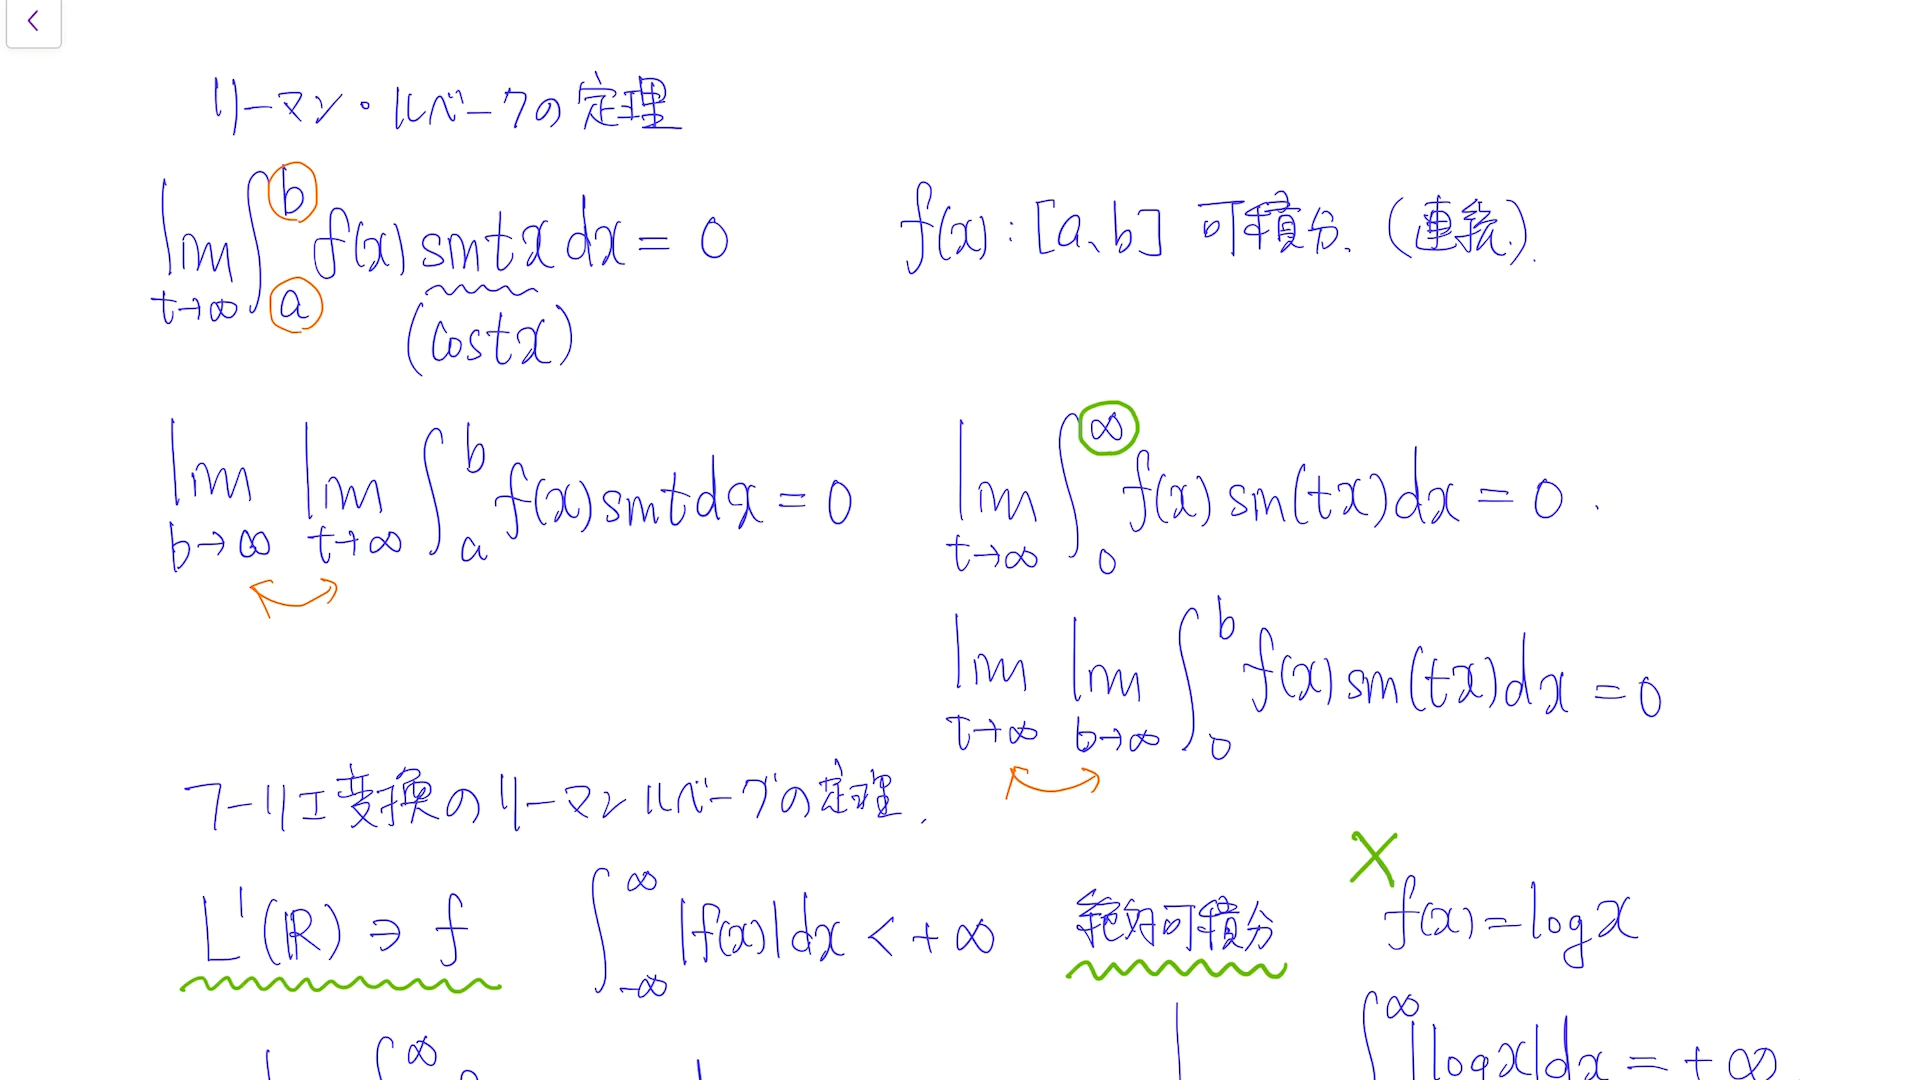 リーマン・ルベーグの定理
lim_{t→∞} ∫_a^b f(x) sin tx dx = 0
(cos tx)
f(x) : [a、b] 可積分. (連続).
lim_{b→∞} lim_{t→∞} ∫_a^b f(x) sin t dx = 0
lim_{t→∞} ∫_0^∞ f(x) sin(tx) dx = 0 .
lim_{t→∞} lim_{b→∞} ∫_0^b f(x) sin(tx) dx = 0
フーリエ変換のリーマンルベーグの定理.
L¹(ℝ) ∋ f
∫_{-∞}^∞ |f(x)| dx < +∞
絶対可積分
× f(x) = log x
∫^∞ |log x| dx = +∞